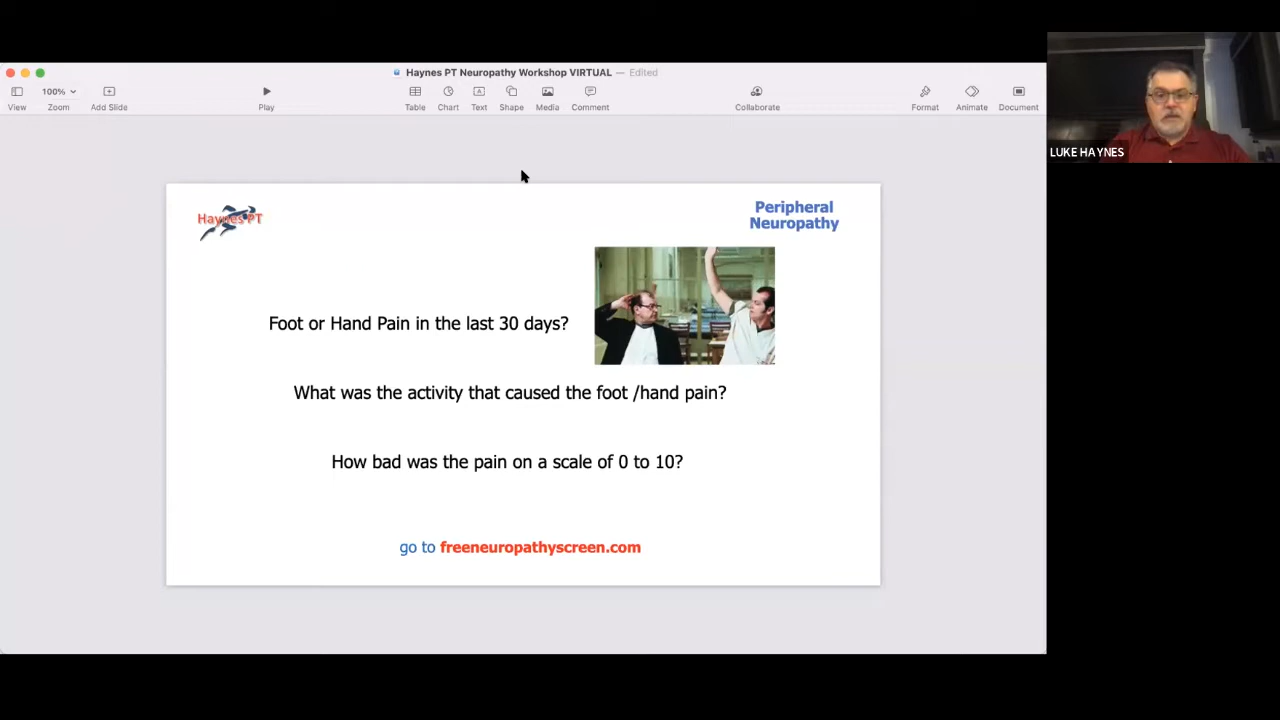 Haynes PT Neuropathy Workshop VIRTUAL — Edited
100%
View
Zoom
Add Slide
Play
Table
Chart
Text
Shape
Media
Comment
Collaborate
Format
Animate
Document
LUKE HAYNES
Haynes PT
Peripheral
Neuropathy
Foot or Hand Pain in the last 30 days?
What was the activity that caused the foot /hand pain?
How bad was the pain on a scale of 0 to 10?
go to freeneuropathyscreen.com